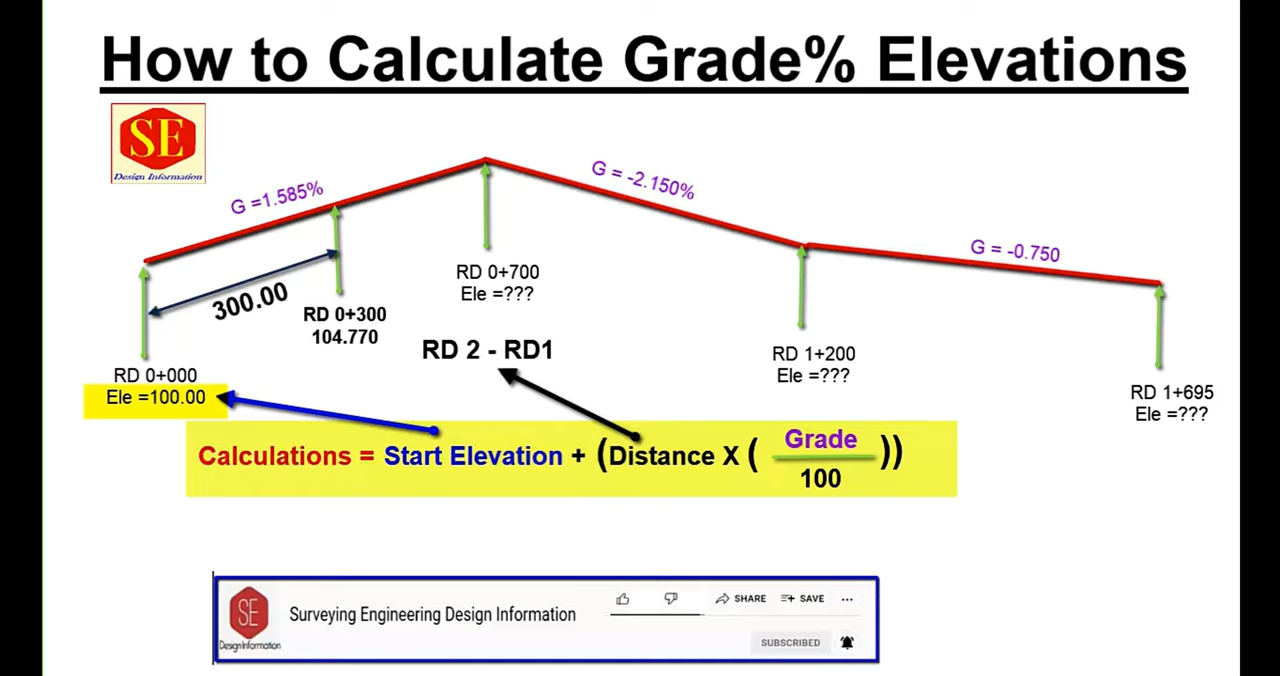 How to Calculate Grade% Elevations
SE
Design Information
G =1.585%
G = -2.150%
G = -0.750
300.00
RD 0+300
104.770
RD 0+700
Ele =???
RD 2 - RD1
RD 1+200
Ele =???
RD 1+695
Ele =???
RD 0+000
Ele =100.00
Calculations = Start Elevation + (Distance X ( Grade
100 ))
SE
DesignInformation
Surveying Engineering Design Information
SHARE
SAVE
SUBSCRIBED